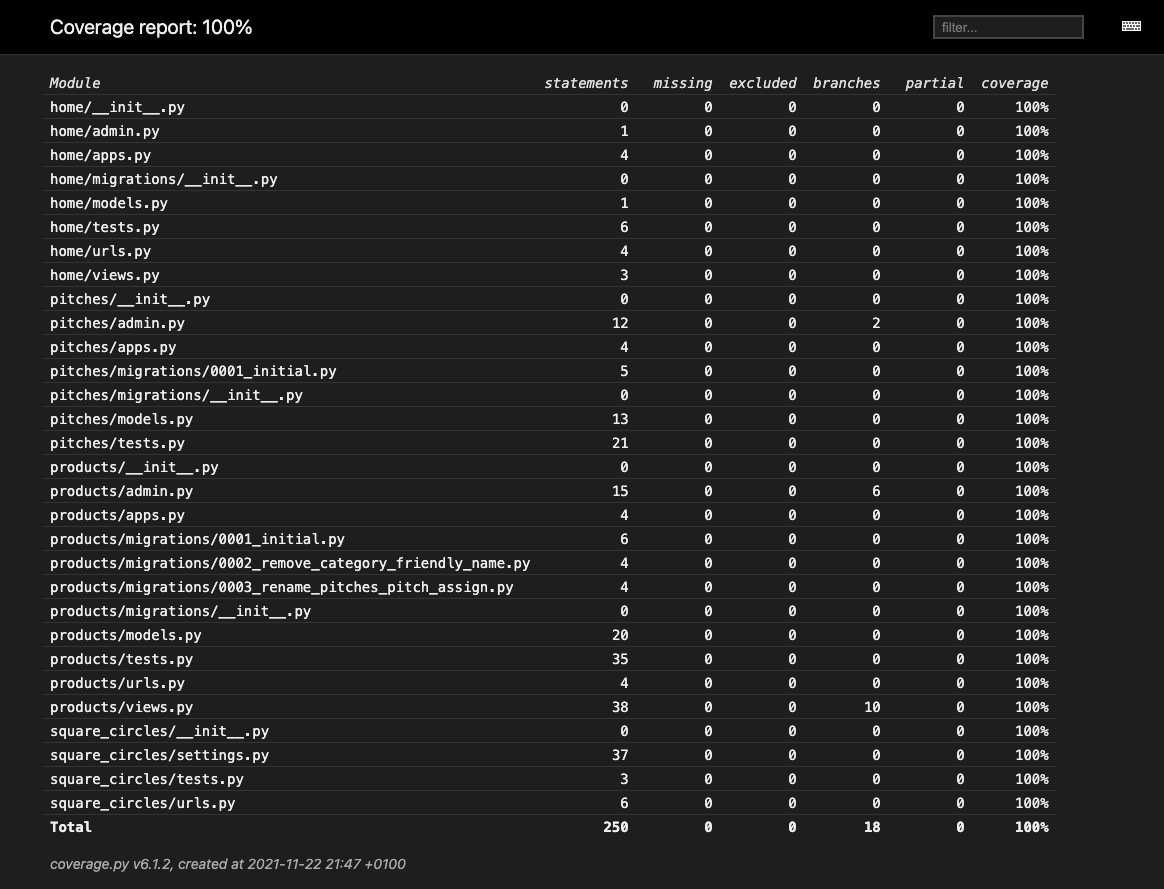 Coverage report: 100%
filter...
Module statements missing excluded branches partial coverage
home/__init__.py 0 0 0 0 0 100%
home/admin.py 1 0 0 0 0 100%
home/apps.py 4 0 0 0 0 100%
home/migrations/__init__.py 0 0 0 0 0 100%
home/models.py 1 0 0 0 0 100%
home/tests.py 6 0 0 0 0 100%
home/urls.py 4 0 0 0 0 100%
home/views.py 3 0 0 0 0 100%
pitches/__init__.py 0 0 0 0 0 100%
pitches/admin.py 12 0 0 2 0 100%
pitches/apps.py 4 0 0 0 0 100%
pitches/migrations/0001_initial.py 5 0 0 0 0 100%
pitches/migrations/__init__.py 0 0 0 0 0 100%
pitches/models.py 13 0 0 0 0 100%
pitches/tests.py 21 0 0 0 0 100%
products/__init__.py 0 0 0 0 0 100%
products/admin.py 15 0 0 6 0 100%
products/apps.py 4 0 0 0 0 100%
products/migrations/0001_initial.py 6 0 0 0 0 100%
products/migrations/0002_remove_category_friendly_name.py 4 0 0 0 0 100%
products/migrations/0003_rename_pitches_pitch_assign.py 4 0 0 0 0 100%
products/migrations/__init__.py 0 0 0 0 0 100%
products/models.py 20 0 0 0 0 100%
products/tests.py 35 0 0 0 0 100%
products/urls.py 4 0 0 0 0 100%
products/views.py 38 0 0 10 0 100%
square_circles/__init__.py 0 0 0 0 0 100%
square_circles/settings.py 37 0 0 0 0 100%
square_circles/tests.py 3 0 0 0 0 100%
square_circles/urls.py 6 0 0 0 0 100%
Total 250 0 0 18 0 100%
coverage.py v6.1.2, created at 2021-11-22 21:47 +0100